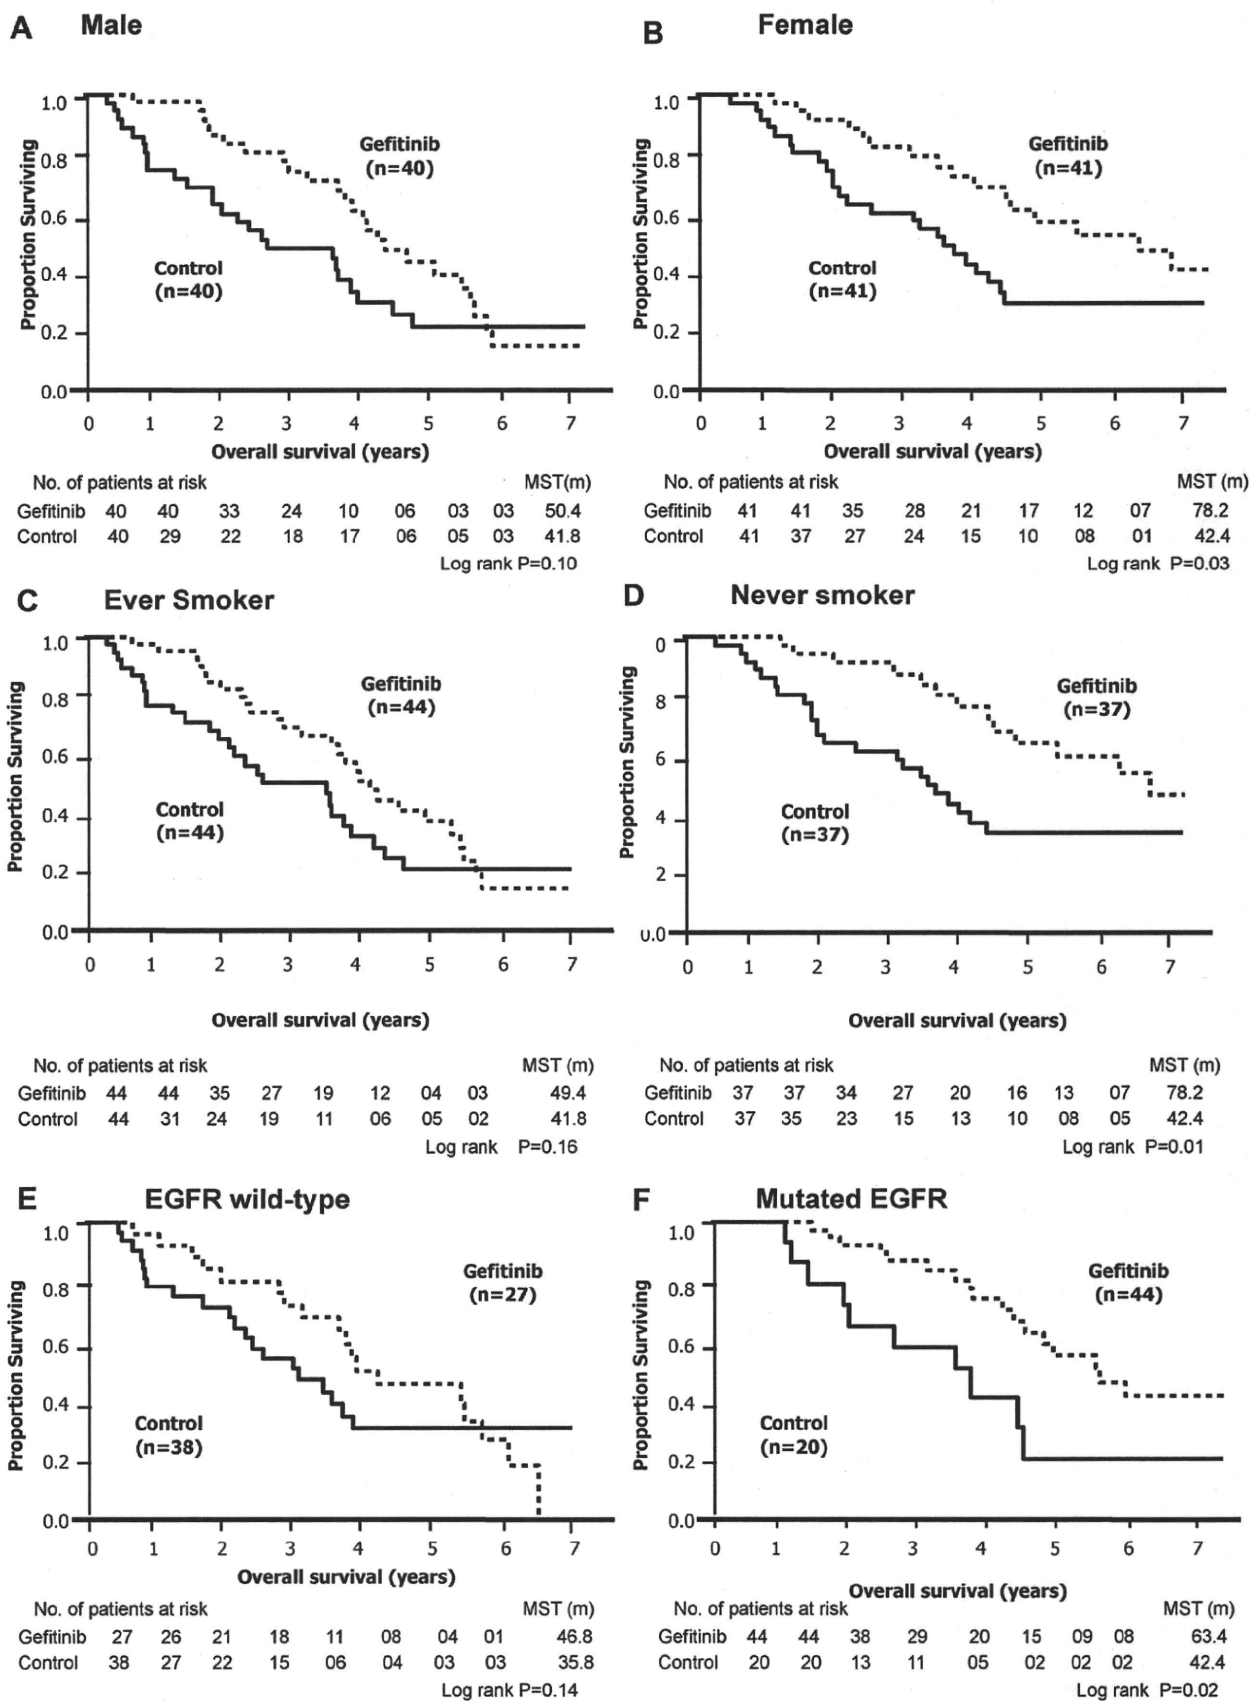 A Male
1.0
0.8
0.6
0.4
0.2
0.0
Proportion Surviving
Gefitinib
(n=40)
Control
(n=40)
0 1 2 3 4 5 6 7
Overall survival (years)
No. of patients at risk MST(m)
Gefitinib 40 40 33 24 10 06 03 03 50.4
Control 40 29 22 18 17 06 05 03 41.8
Log rank P=0.10
B Female
1.0
0.8
0.6
0.4
0.2
0.0
Proportion Surviving
Gefitinib
(n=41)
Control
(n=41)
0 1 2 3 4 5 6 7
Overall survival (years)
No. of patients at risk MST (m)
Gefitinib 41 41 35 28 21 17 12 07 78.2
Control 41 37 27 24 15 10 08 01 42.4
Log rank P=0.03
C Ever Smoker
1.0
0.8
0.6
0.4
0.2
0.0
Proportion Surviving
Gefitinib
(n=44)
Control
(n=44)
0 1 2 3 4 5 6 7
Overall survival (years)
No. of patients at risk MST (m)
Gefitinib 44 44 35 27 19 12 04 03 49.4
Control 44 31 24 19 11 06 05 02 41.8
Log rank P=0.16
D Never smoker
0
8
6
4
2
0.0
Proportion Surviving
Gefitinib
(n=37)
Control
(n=37)
0 1 2 3 4 5 6 7
Overall survival (years)
No. of patients at risk MST (m)
Gefitinib 37 37 34 27 20 16 13 07 78.2
Control 37 35 23 15 13 10 08 05 42.4
Log rank P=0.01
E EGFR wild-type
1.0
0.8
0.6
0.4
0.2
0.0
Proportion Surviving
Gefitinib
(n=27)
Control
(n=38)
0 1 2 3 4 5 6 7
Overall survival (years)
No. of patients at risk MST (m)
Gefitinib 27 26 21 18 11 08 04 01 46.8
Control 38 27 22 15 06 04 03 03 35.8
Log rank P=0.14
F Mutated EGFR
1.0
0.8
0.6
0.4
0.2
0.0
Proportion Surviving
Gefitinib
(n=44)
Control
(n=20)
0 1 2 3 4 5 6 7
Overall survival (years)
No. of patients at risk MST (m)
Gefitinib 44 44 38 29 20 15 09 08 63.4
Control 20 20 13 11 05 02 02 02 42.4
Log rank P=0.02